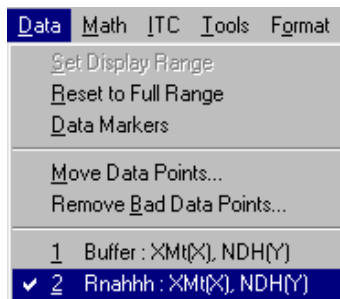 Data Math ITC Tools Format
Set Display Range
Reset to Full Range
Data Markers
Move Data Points...
Remove Bad Data Points...
1 Buffer : XMt(X), NDH(Y)
✔ 2 Rnahhh : XMt(X), NDH(Y)